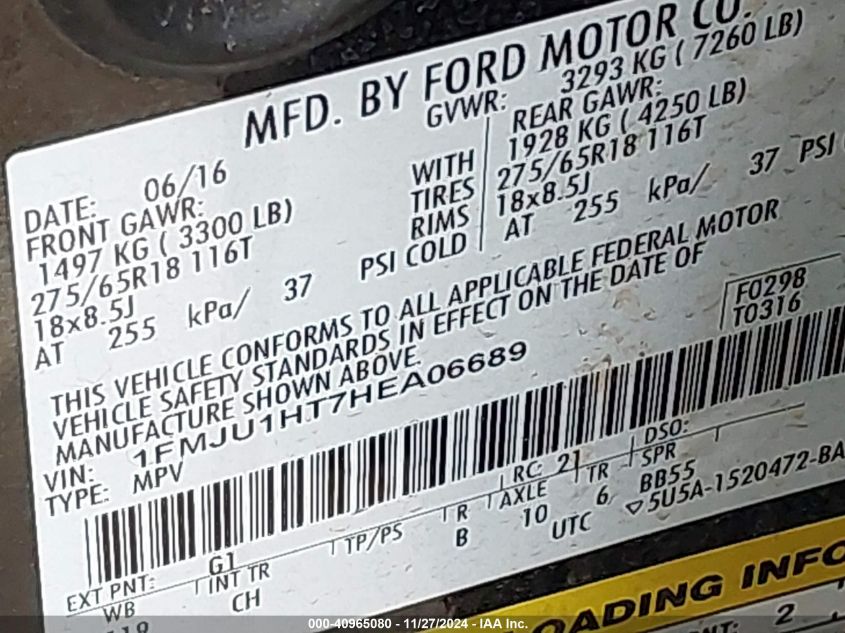 MFD. BY FORD MOTOR CO.
DATE: 06/16 GVWR: 3293 KG ( 7260 LB)
FRONT GAWR: REAR GAWR:
1497 KG ( 3300 LB) WITH 1928 KG ( 4250 LB)
275/65R18 116T TIRES 275/65R18 116T
18x8.5J RIMS 18x8.5J
AT 255 kPa/ 37 PSI COLD AT 255 kPa/ 37 PSI
THIS VEHICLE CONFORMS TO ALL APPLICABLE FEDERAL MOTOR
VEHICLE SAFETY STANDARDS IN EFFECT ON THE DATE OF
MANUFACTURE SHOWN ABOVE.
F0298
T0316
VIN: 1FMJU1HT7HEA06689
TYPE: MPV
EXT PNT: G1 RC: 21 DSO:
WB INT TR TP/PS R AXLE TR SPR
119 CH B 10 6 BB55
UTC 5U5A-1520472-BA
LOADING INFO
2
000-40965080 - 11/27/2024 - IAA Inc.